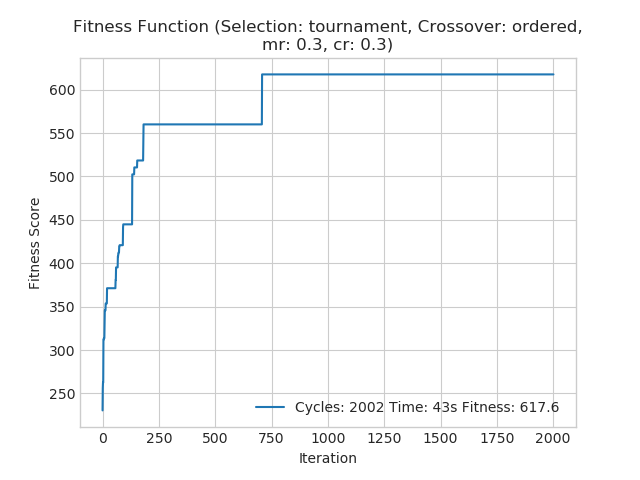 Fitness Function (Selection: tournament, Crossover: ordered,
mr: 0.3, cr: 0.3)
600
550
500
450
400
350
300
250
Fitness Score
Cycles: 2002 Time: 43s Fitness: 617.6
0 250 500 750 1000 1250 1500 1750 2000
Iteration